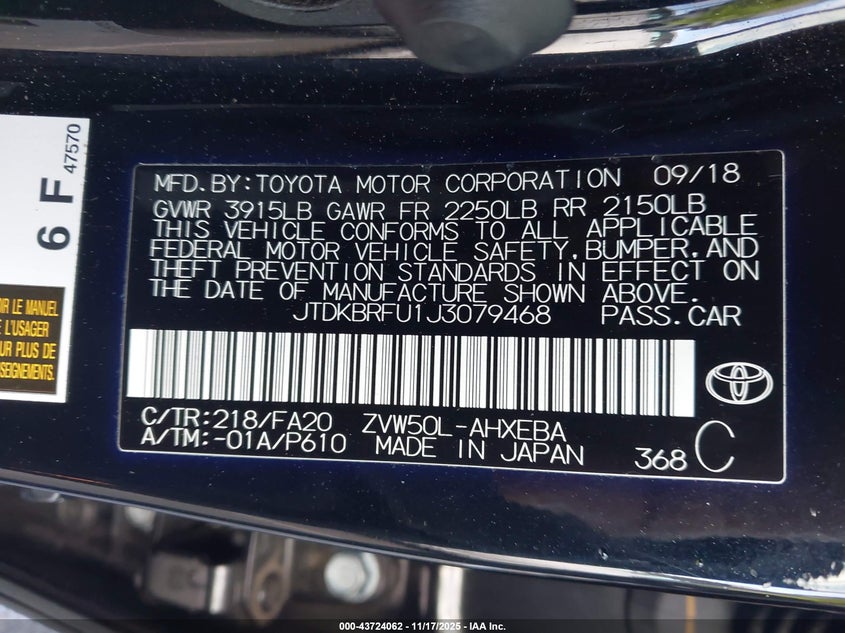 MFD.BY:TOYOTA MOTOR CORPORATION 09/18
GVWR 3915LB GAWR FR 2250LB RR 2150LB
THIS VEHICLE CONFORMS TO ALL APPLICABLE
FEDERAL MOTOR VEHICLE SAFETY,BUMPER,AND
THEFT PREVENTION STANDARDS IN EFFECT ON
THE DATE OF MANUFACTURE SHOWN ABOVE.
JTDKBRFU1J3079468 PASS.CAR
C/TR:218/FA20 ZVW50L-AHXEBA
A/TM:-01A/P610 MADE IN JAPAN 368 C
6 F
47570
LE MANUEL
L'USAGER
PLUS DE
000-43724062 - 11/17/2025 - IAA Inc.